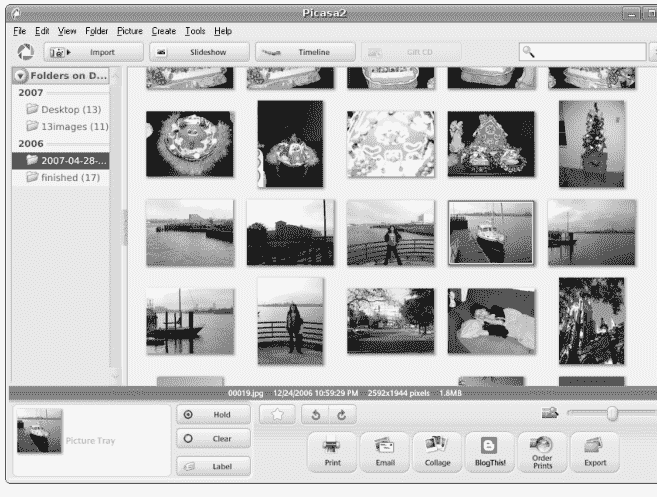 Picasa2
File Edit View Folder Picture Create Tools Help
Import Slideshow Timeline Gift CD
Folders on D...
2007
Desktop (13)
13images (11)
2006
2007-04-28-...
finished (17)
00019.jpg 12/24/2006 10:59:29 PM 2592x1944 pixels 1.8MB
Hold
Picture Tray
Clear
Label
Print Email Collage BlogThis! Order Prints Export